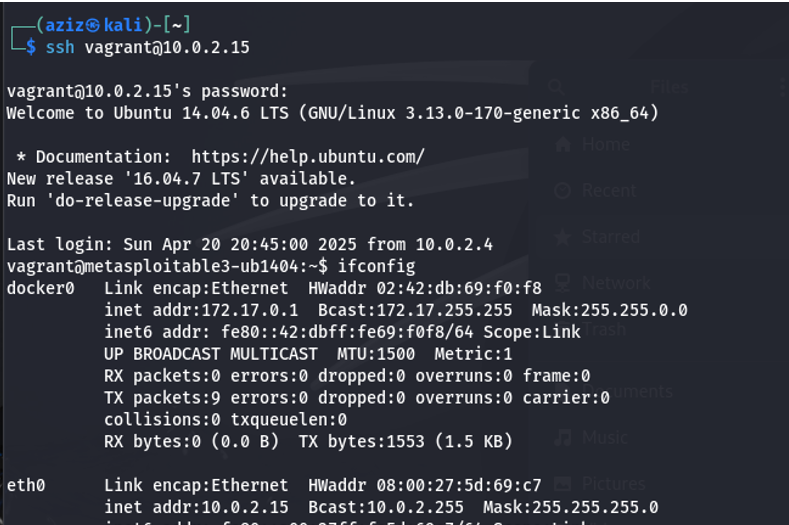 ┌──(aziz㉿kali)-[~]
└─$ ssh vagrant@10.0.2.15
vagrant@10.0.2.15's password:
Welcome to Ubuntu 14.04.6 LTS (GNU/Linux 3.13.0-170-generic x86_64)
* Documentation:  https://help.ubuntu.com/
New release '16.04.7 LTS' available.
Run 'do-release-upgrade' to upgrade to it.
Last login: Sun Apr 20 20:45:00 2025 from 10.0.2.4
vagrant@metasploitable3-ub1404:~$ ifconfig
docker0   Link encap:Ethernet  HWaddr 02:42:db:69:f0:f8
inet addr:172.17.0.1  Bcast:172.17.255.255  Mask:255.255.0.0
inet6 addr: fe80::42:dbff:fe69:f0f8/64 Scope:Link
UP BROADCAST MULTICAST  MTU:1500  Metric:1
RX packets:0 errors:0 dropped:0 overruns:0 frame:0
TX packets:9 errors:0 dropped:0 overruns:0 carrier:0
collisions:0 txqueuelen:0
RX bytes:0 (0.0 B)  TX bytes:1553 (1.5 KB)
eth0      Link encap:Ethernet  HWaddr 08:00:27:5d:69:c7
inet addr:10.0.2.15  Bcast:10.0.2.255  Mask:255.255.255.0
Files
Home
Recent
Starred
Network
Trash
Documents
Music
Pictures